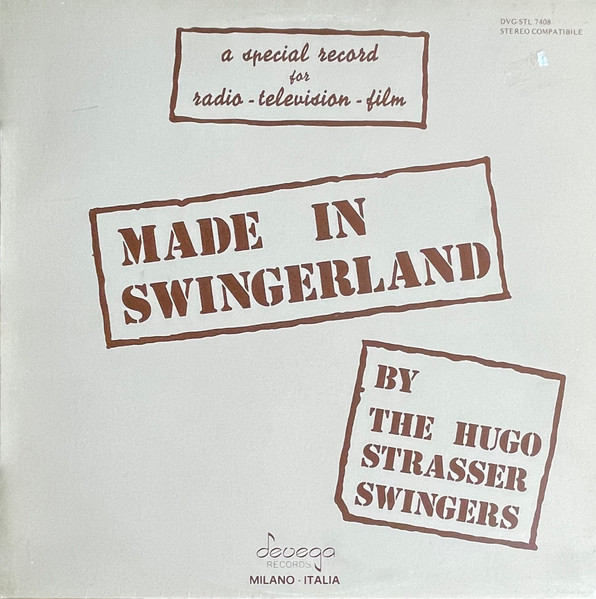 DVG-STL 7408
STEREO COMPATIBILE
a special record
for
radio - television - film
MADE IN
SWINGERLAND
BY
THE HUGO
STRASSER
SWINGERS
devega
RECORDS
MILANO - ITALIA